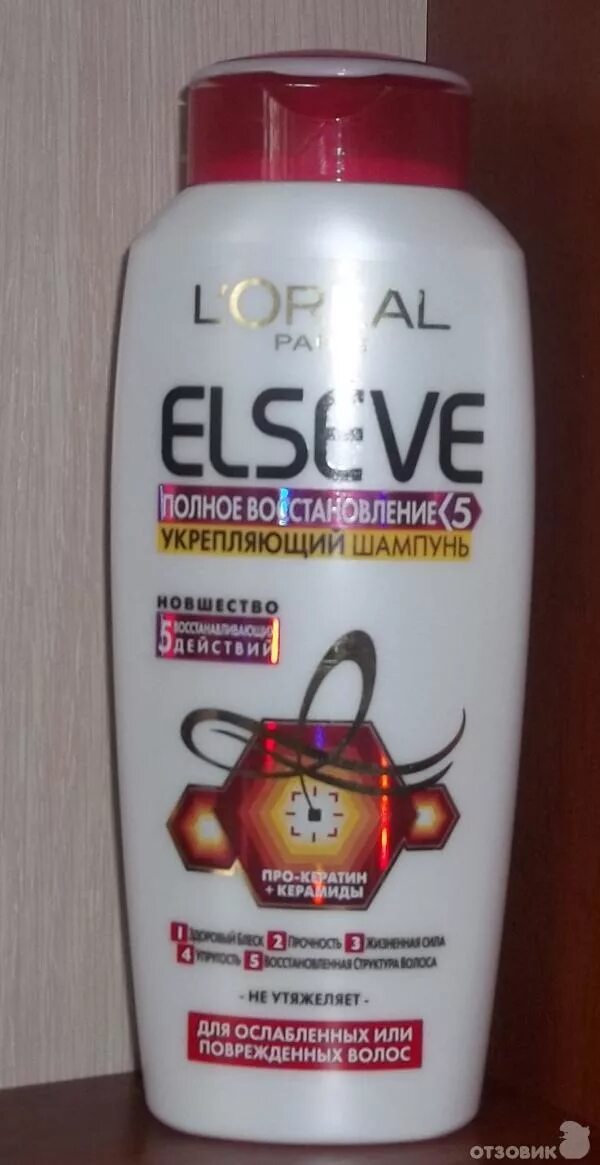 L'ORÉAL
PARIS
ELSEVE
ПОЛНОЕ ВОССТАНОВЛЕНИЕ 5
УКРЕПЛЯЮЩИЙ ШАМПУНЬ
НОВШЕСТВО
5 ВОССТАНАВЛИВАЮЩИХ
ДЕЙСТВИЙ
ПРО-КЕРАТИН
+ КЕРАМИДЫ
1 ЗДОРОВЫЙ БЛЕСК 2 ПРОЧНОСТЬ 3 ЖИЗНЕННАЯ СИЛА
4 УПРУГОСТЬ 5 ВОССТАНОВЛЕННАЯ СТРУКТУРА ВОЛОСА
- НЕ УТЯЖЕЛЯЕТ -
ДЛЯ ОСЛАБЛЕННЫХ ИЛИ
ПОВРЕЖДЕННЫХ ВОЛОС
ОТЗОВИК